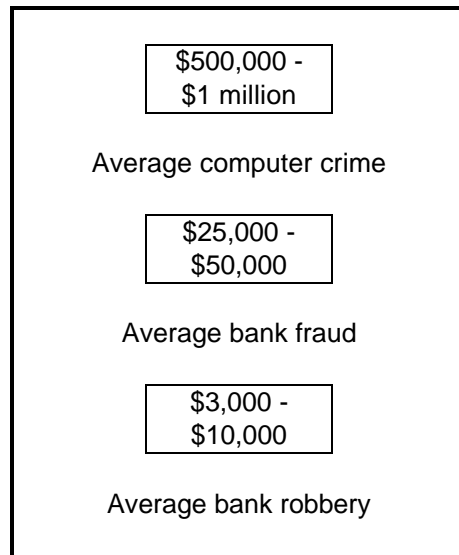 $500,000 -
$1 million
Average computer crime
$25,000 -
$50,000
Average bank fraud
$3,000 -
$10,000
Average bank robbery